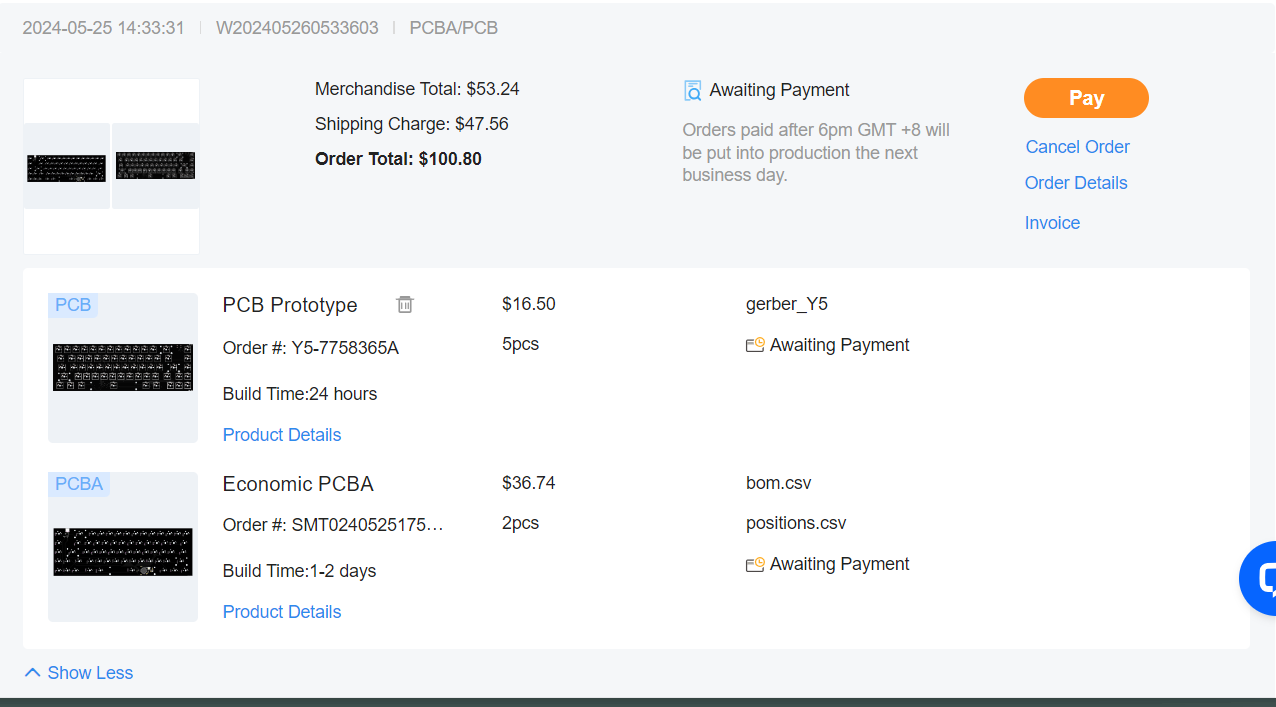 2024-05-25 14:33:31 | W202405260533603 | PCBA/PCB
Merchandise Total: $53.24
Shipping Charge: $47.56
Order Total: $100.80
Awaiting Payment
Orders paid after 6pm GMT +8 will
be put into production the next
business day.
Pay
Cancel Order
Order Details
Invoice
PCB
PCB Prototype
$16.50
gerber_Y5
Order #: Y5-7758365A
5pcs
Awaiting Payment
Build Time:24 hours
Product Details
PCBA
Economic PCBA
$36.74
bom.csv
Order #: SMT0240525175…
2pcs
positions.csv
Awaiting Payment
Build Time:1-2 days
Product Details
Show Less